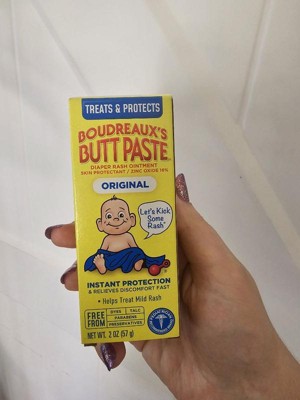 TREATS & PROTECTS
BOUDREAUX'S
BUTT PASTE
DIAPER RASH OINTMENT
SKIN PROTECTANT / ZINC OXIDE 16%
ORIGINAL
Let's Kick
Some
Rash
INSTANT PROTECTION
& RELIEVES DISCOMFORT FAST
• Helps Treat Mild Rash
FREE
FROM
DYES
TALC
PARABENS
PRESERVATIVES
NET WT. 2 OZ (57 g)